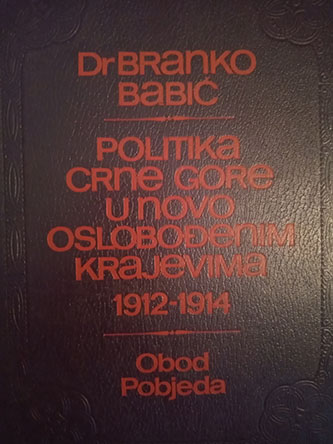 Dr Branko
Babić
Politika
Crne Gore
u novo
oslobođenim
krajevima
1912-1914
Obod
Pobjeda